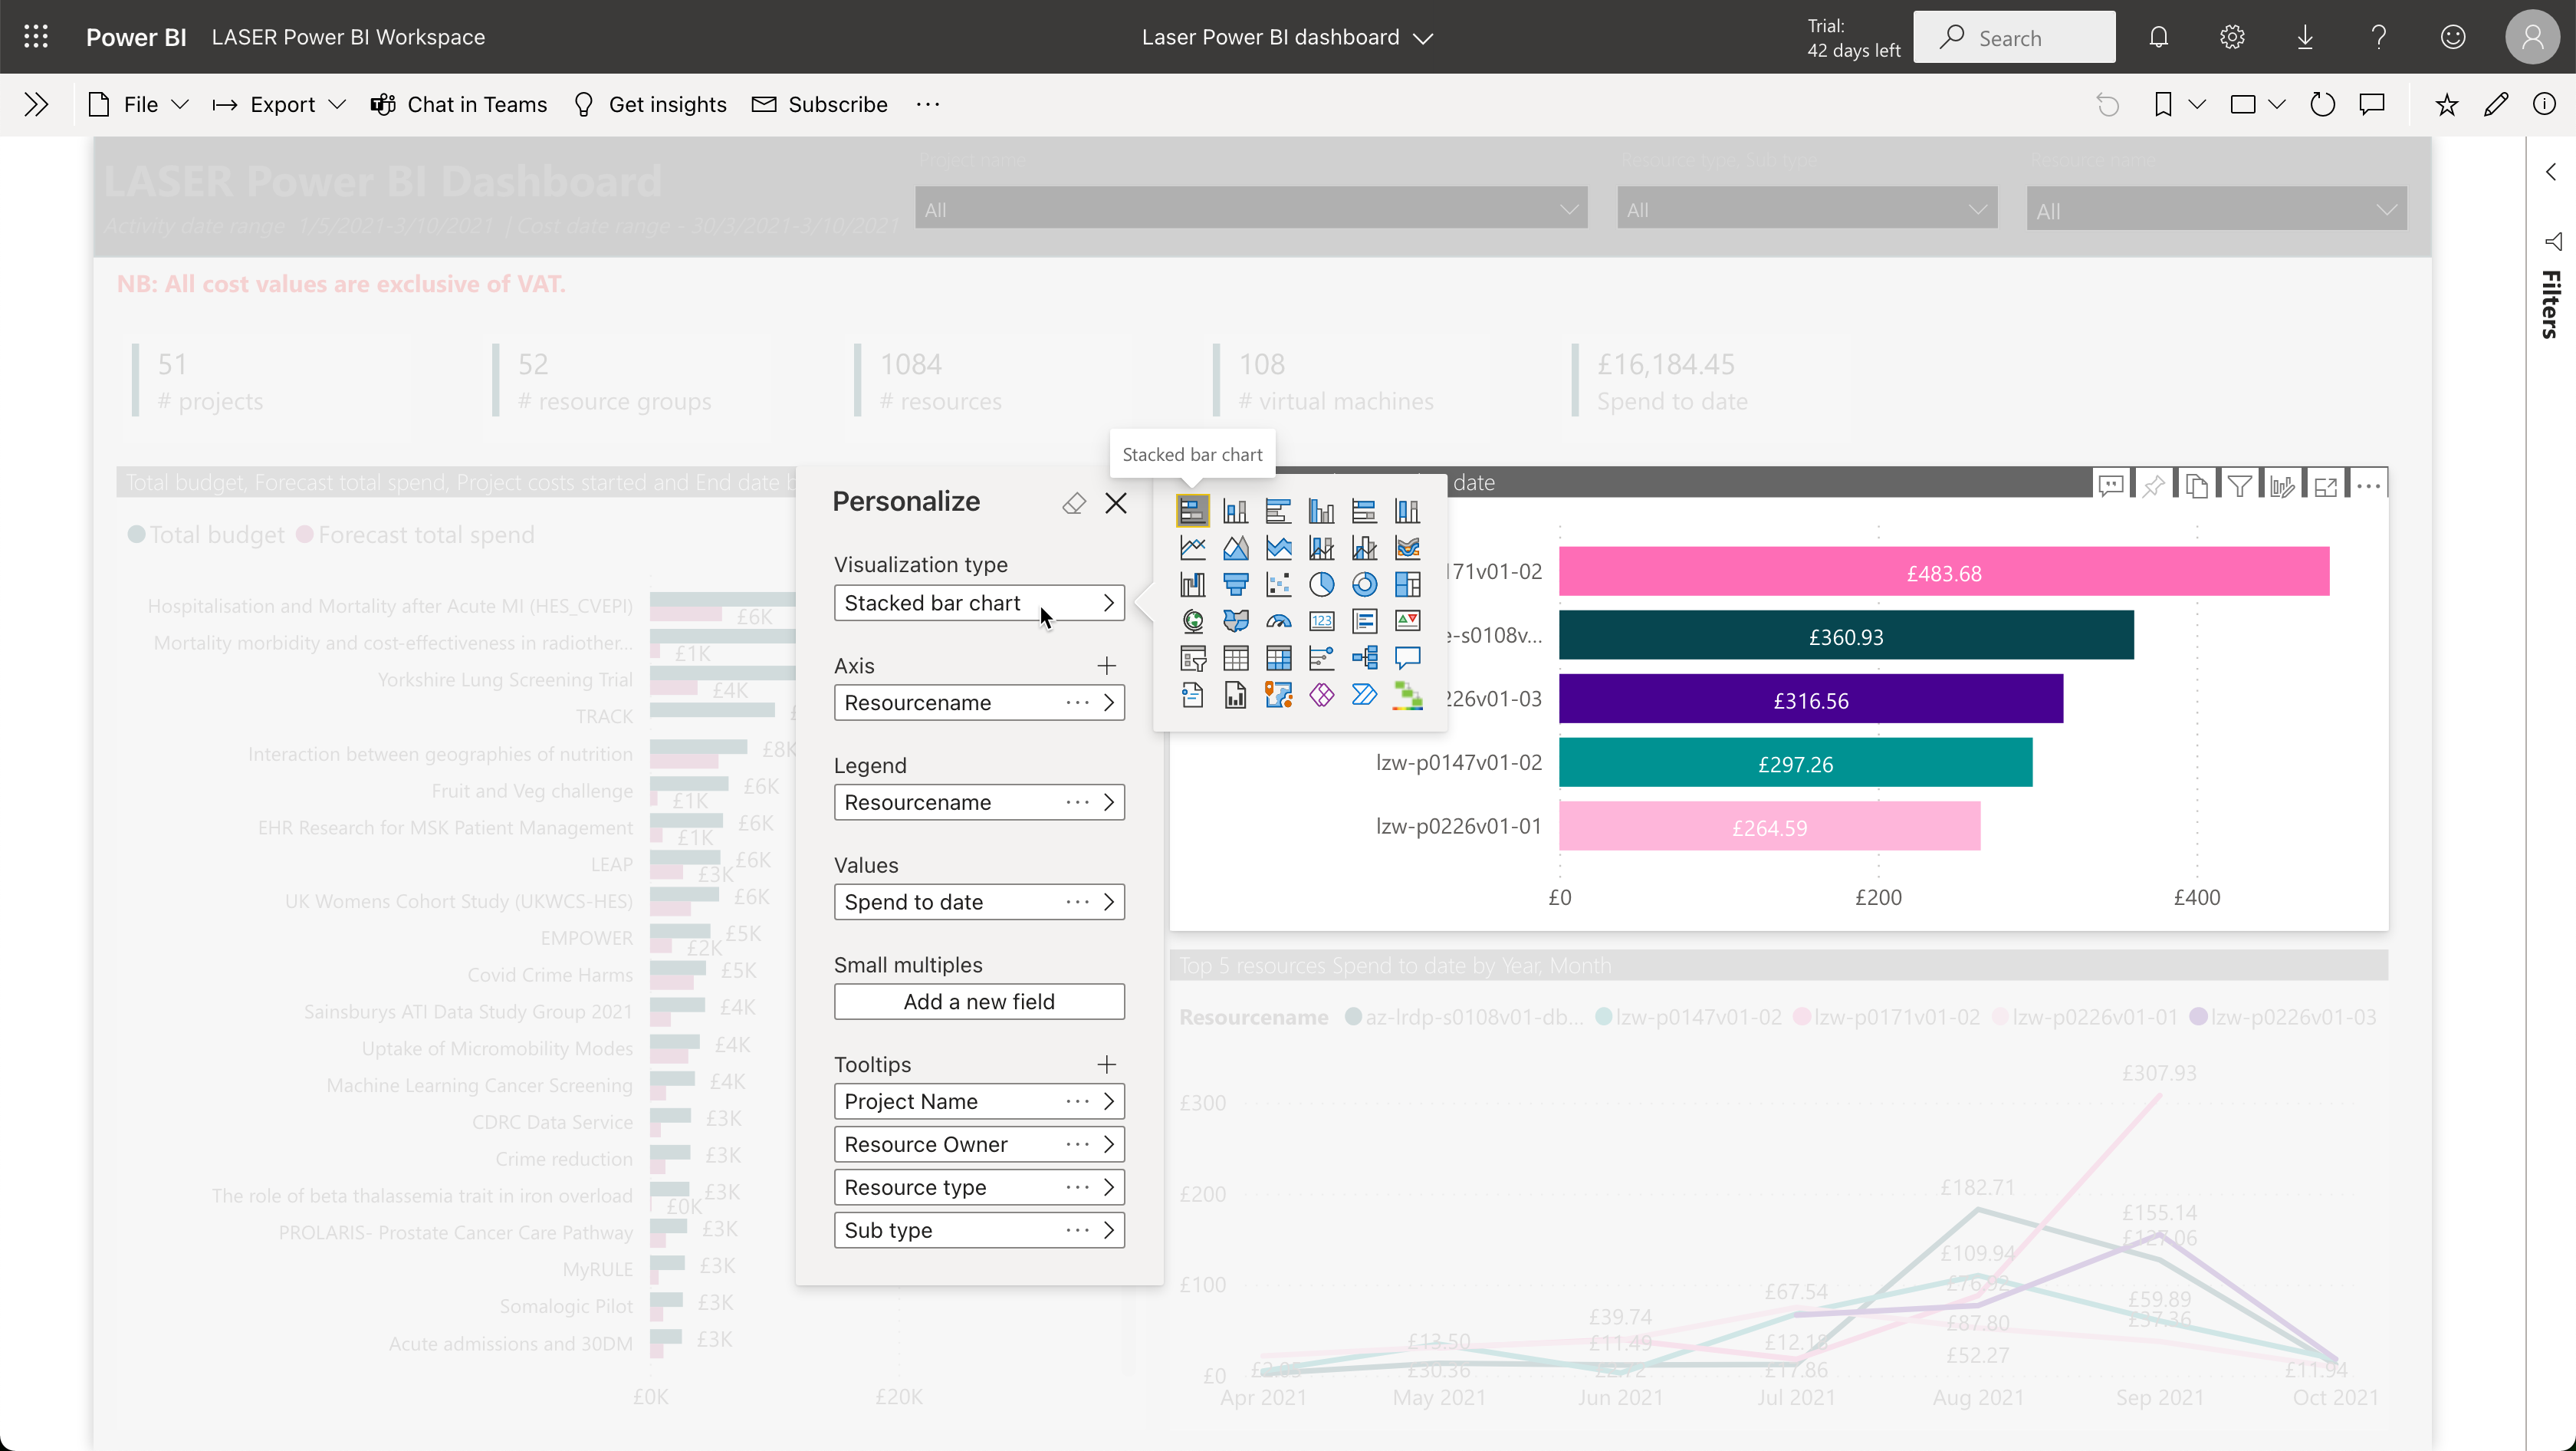 Power BI LASER Power BI Workspace
Laser Power BI dashboard
Trial:
42 days left
Search
File Export Chat in Teams Get insights Subscribe
LASER Power BI Dashboard
Activity date range 1/5/2021-3/10/2021 | Cost date range - 30/3/2021-3/10/2021
Project name
All
Resource type, Sub type
All
Resource name
All
Filters
NB: All cost values are exclusive of VAT.
51
# projects
52
# resource groups
1084
# resources
108
# virtual machines
£16,184.45
Spend to date
Total budget, Forecast total spend, Project costs started and End date b
Total budget Forecast total spend
Hospitalisation and Mortality after Acute MI (HES_CVEPI)
£6K
Mortality morbidity and cost-effectiveness in radiother...
£1K
Yorkshire Lung Screening Trial
£4K
TRACK
Interaction between geographies of nutrition
£8K
Fruit and Veg challenge
£6K
£1K
EHR Research for MSK Patient Management
£6K
£1K
LEAP
£6K
£3K
UK Womens Cohort Study (UKWCS-HES)
£6K
EMPOWER
£5K
£2K
Covid Crime Harms
£5K
Sainsburys ATI Data Study Group 2021
£4K
Uptake of Micromobility Modes
£4K
Machine Learning Cancer Screening
£4K
CDRC Data Service
£3K
Crime reduction
£3K
The role of beta thalassemia trait in iron overload
£3K
£0K
PROLARIS- Prostate Cancer Care Pathway
£3K
MyRULE
£3K
Somalogic Pilot
£3K
Acute admissions and 30DM
£3K
£0K
£20K
Personalize
Visualization type
Stacked bar chart
Axis
Resourcename
Legend
Resourcename
Values
Spend to date
Small multiples
Add a new field
Tooltips
Project Name
Resource Owner
Resource type
Sub type
Stacked bar chart
123
date
171v01-02
£483.68
e-s0108v...
£360.93
226v01-03
£316.56
lzw-p0147v01-02
£297.26
lzw-p0226v01-01
£264.59
£0
£200
£400
Top 5 resources Spend to date by Year, Month
Resourcename az-lrdp-s0108v01-db... lzw-p0147v01-02 lzw-p0171v01-02 lzw-p0226v01-01 lzw-p0226v01-03
£300
£200
£100
£0
£307.93
£182.71
£155.14
£127.06
£109.94
£76.92
£67.54
£59.89
£37.36
£87.80
£39.74
£13.50
£11.49
£52.27
£30.36
£17.86
£11.94
Apr 2021
May 2021
Jun 2021
Jul 2021
Aug 2021
Sep 2021
Oct 2021